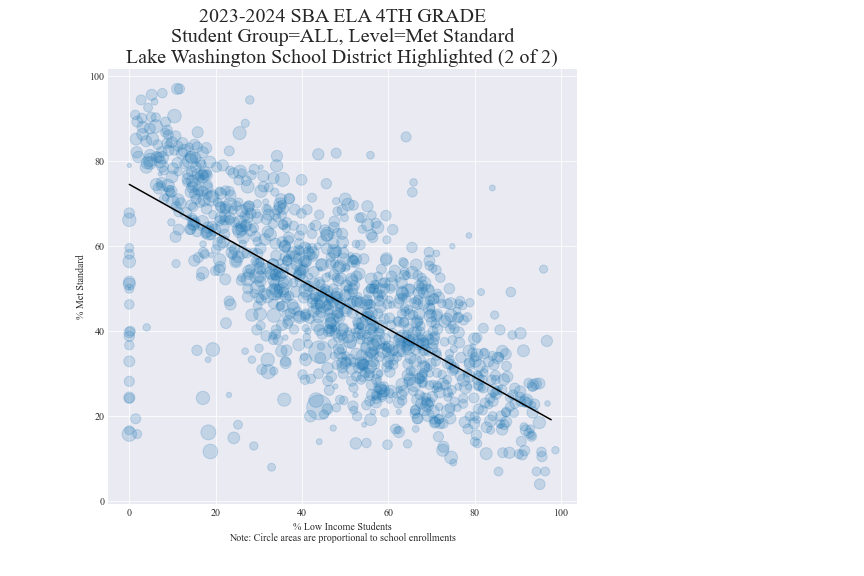 2023-2024 SBA ELA 4TH GRADE
Student Group=ALL, Level=Met Standard
Lake Washington School District Highlighted (2 of 2)
100
80
60
40
20
0
% Met Standard
0 20 40 60 80 100
% Low Income Students
Note: Circle areas are proportional to school enrollments